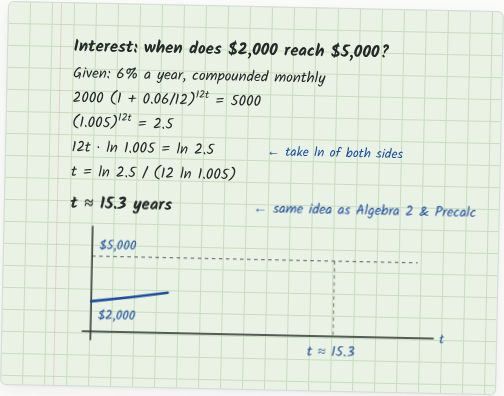 Interest: when does $2,000 reach $5,000?
Given: 6% a year, compounded monthly
2000 (1 + 0.06/12)^12t = 5000
(1.005)^12t = 2.5
12t · ln 1.005 = ln 2.5 ← take ln of both sides
t = ln 2.5 / (12 ln 1.005)
t ≈ 15.3 years ← same idea as Algebra 2 & Precalc
$5,000
$2,000
t
t ≈ 15.3